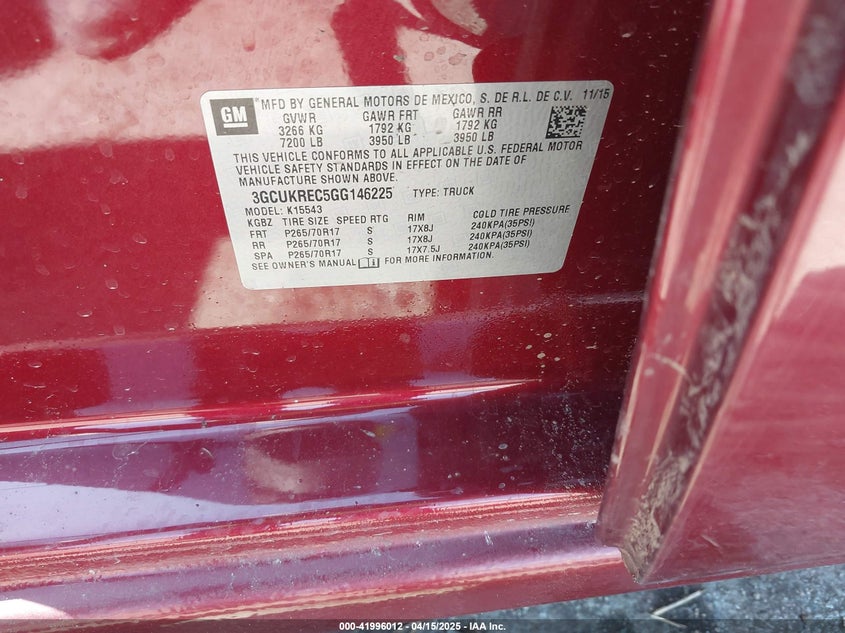 GM
MFD BY GENERAL MOTORS DE MEXICO, S. DE R.L. DE C.V. 11/15
GVWR GAWR FRT GAWR RR
3266 KG 1792 KG 1792 KG
7200 LB 3950 LB 3950 LB
THIS VEHICLE CONFORMS TO ALL APPLICABLE U.S. FEDERAL MOTOR
VEHICLE SAFETY STANDARDS IN EFFECT ON THE DATE OF
MANUFACTURE SHOWN ABOVE.
3GCUKREC5GG146225 TYPE: TRUCK
MODEL: K15543
KGBZ TIRE SIZE SPEED RTG RIM COLD TIRE PRESSURE
FRT P265/70R17 S 17X8J 240KPA(35PSI)
RR P265/70R17 S 17X8J 240KPA(35PSI)
SPA P265/70R17 S 17X7.5J 240KPA(35PSI)
SEE OWNER'S MANUAL FOR MORE INFORMATION.
000-41996012 - 04/15/2025 - IAA Inc.